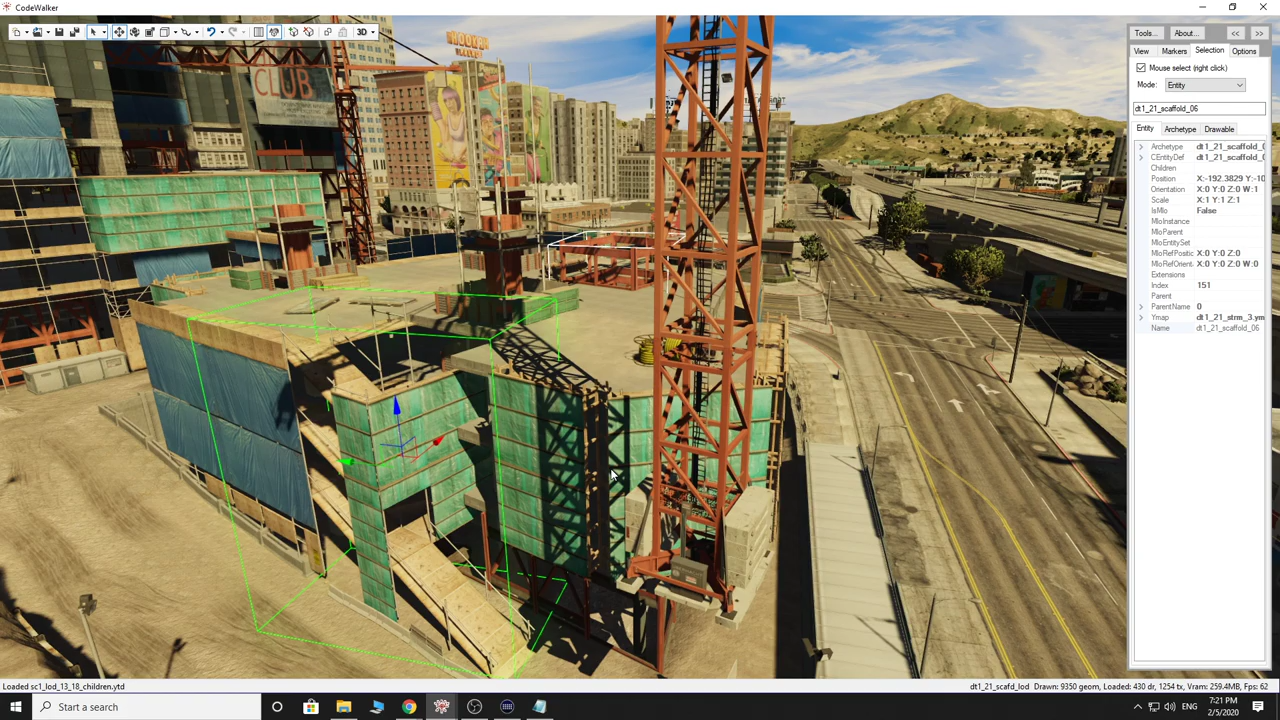 CodeWalker
3D
Tools...
About...
<<
>>
View
Markers
Selection
Options
Mouse select (right click)
Mode:
Entity
dt1_21_scaffold_06
Entity
Archetype
Drawable
Archetype dt1_21_scaffold_0
CEntityDef dt1_21_scaffold_0
Children
Position X:-192.3829 Y:-10
Orientation X:0 Y:0 Z:0 W:1
Scale X:1 Y:1 Z:1
IsMlo False
MloInstance
MloParent
MloEntitySet
MloRefPositic X:0 Y:0 Z:0
MloRefOrient X:0 Y:0 Z:0 W:0
Extensions
Index 151
Parent
ParentName 0
Ymap dt1_21_strm_3.ym
Name dt1_21_scaffold_06
CLUB
Loaded sc1_lod_13_18_children.ytd
dt1_21_scafd_lod Drawn: 9350 geom, Loaded: 430 dr, 1254 tx, Vram: 259.4MB, Fps: 62
Start a search
ENG
7:21 PM
2/5/2020